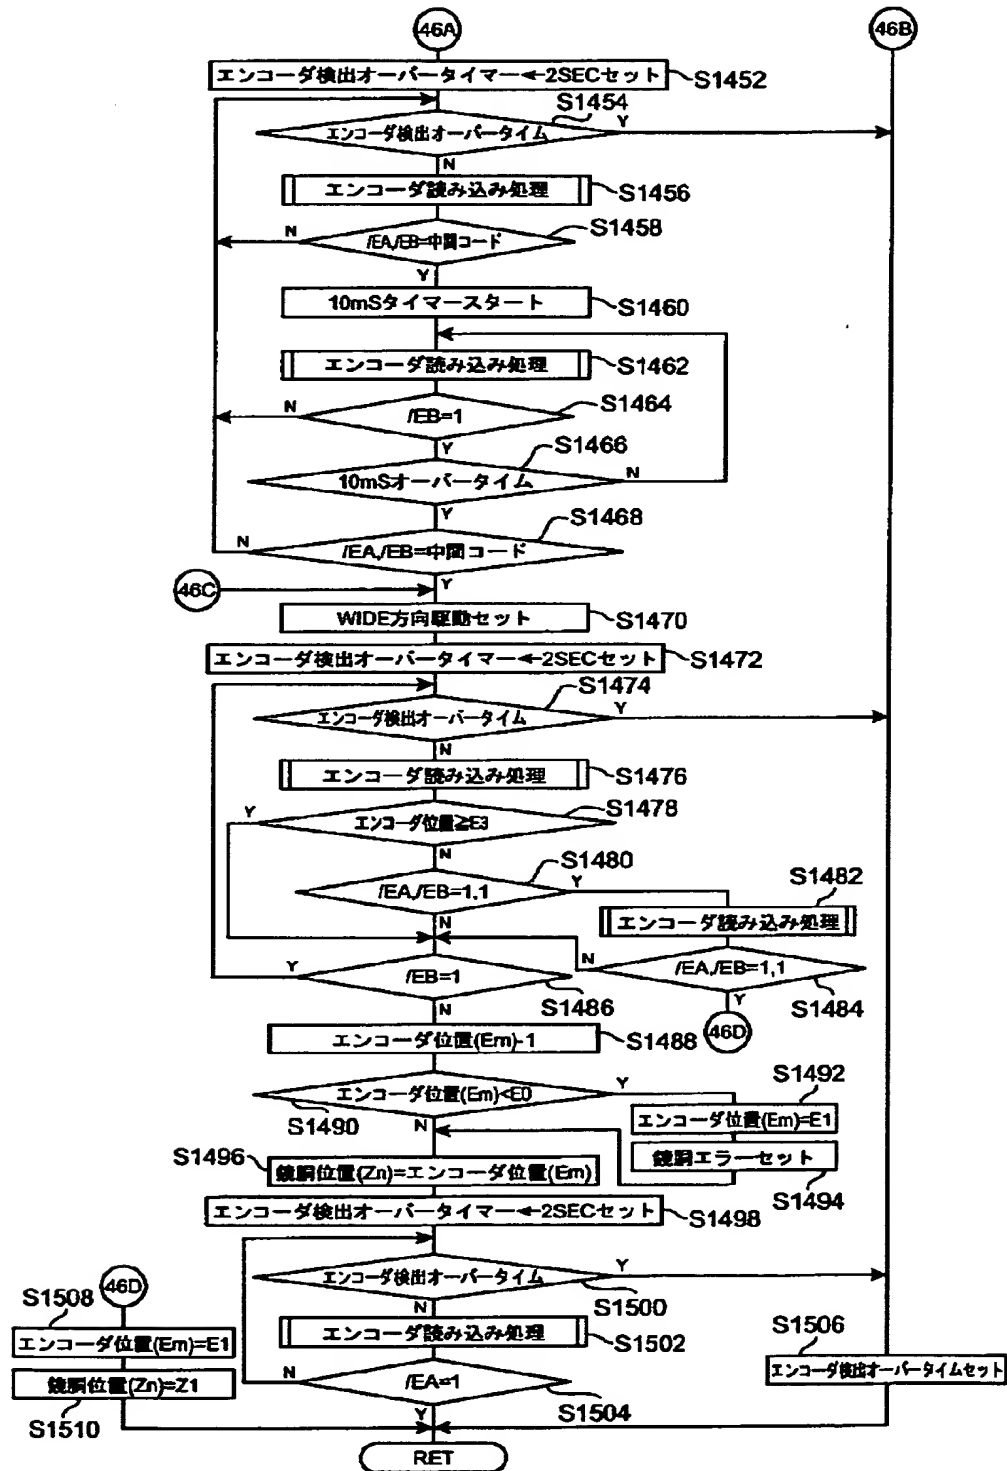 46A
46B
エンコーダ検出オーバータイマー←2SECセット
S1452
S1454
エンコーダ検出オーバータイム
Y
N
エンコーダ読み込み処理
S1456
S1458
N
/EA,/EB=中間コード
Y
10mSタイマースタート
S1460
エンコーダ読み込み処理
S1462
S1464
N
/EB=1
Y
S1466
10mSオーバータイム
N
Y
S1468
N
/EA,/EB=中間コード
Y
46C
WIDE方向駆動セット
S1470
エンコーダ検出オーバータイマー←2SECセット
S1472
S1474
エンコーダ検出オーバータイム
Y
N
エンコーダ読み込み処理
S1476
S1478
Y
エンコーダ位置≧E3
N
S1480
/EA,/EB=1,1
Y
N
S1482
エンコーダ読み込み処理
N
/EA,/EB=1,1
S1484
Y
46D
Y
/EB=1
S1486
N
エンコーダ位置(Em)-1
S1488
エンコーダ位置(Em)<E0
Y
S1490
N
S1492
エンコーダ位置(Em)=E1
鏡胴エラーセット
S1494
S1496
鏡胴位置(Zn)=エンコーダ位置(Em)
エンコーダ検出オーバータイマー←2SECセット
S1498
エンコーダ検出オーバータイム
Y
S1500
N
エンコーダ読み込み処理
S1502
N
/EA=1
S1504
Y
46D
S1508
エンコーダ位置(Em)=E1
鏡胴位置(Zn)=Z1
S1510
S1506
エンコーダ検出オーバータイムセット
RET